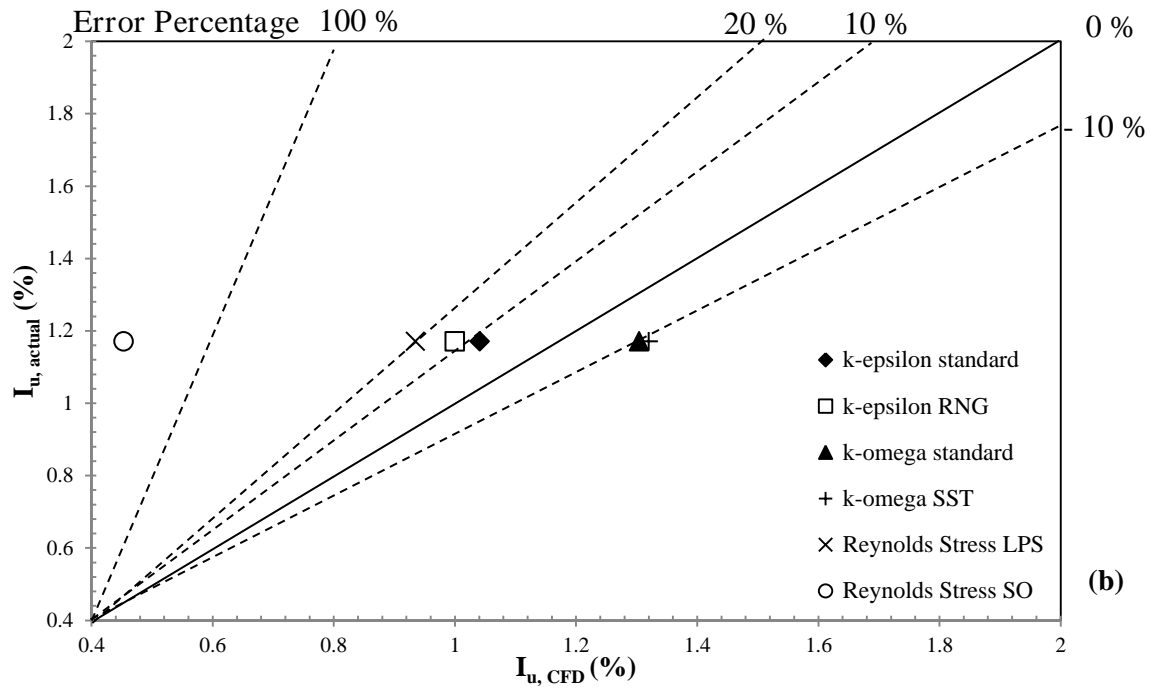 Error Percentage 100 % 20 % 10 % 0 %
2
1.8
- 10 %
1.6
1.4
1.2
1
0.8
0.6
0.4
I_u, actual (%)
k-epsilon standard
k-epsilon RNG
k-omega standard
k-omega SST
Reynolds Stress LPS
Reynolds Stress SO
(b)
0.4 0.6 0.8 1 1.2 1.4 1.6 1.8 2
I_u, CFD (%)